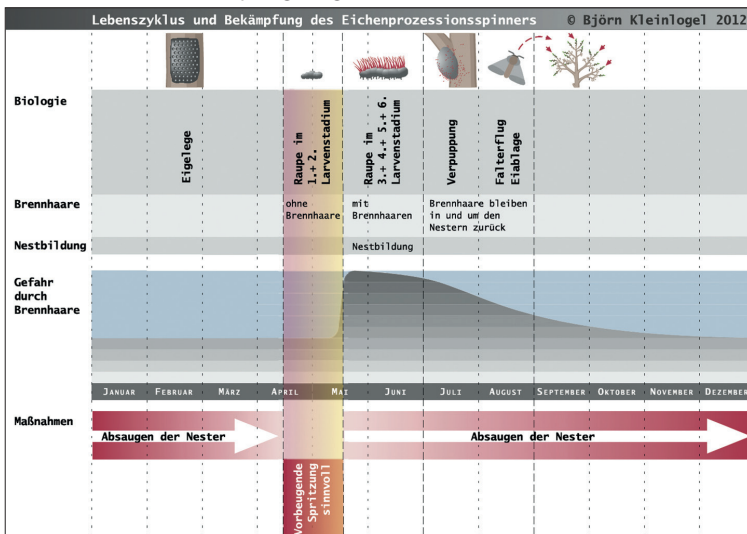 Lebenszyklus und Bekämpfung des Eichenprozessionsspinners © Björn Kleinlogel 2012
Biologie
Eigelege
Raupe im
1.+ 2.
Larvenstadium
Raupe im
3.+ 4.+ 5.+ 6.
Larvenstadium
Verpuppung
Falterflug
Eiablage
Brennhaare
ohne
Brennhaare
mit
Brennhaaren
Brennhaare bleiben
in und um den
Nestern zurück
Nestbildung
Nestbildung
Gefahr
durch
Brennhaare
JANUAR FEBRUAR MÄRZ APRIL MAI JUNI JULI AUGUST SEPTEMBER OKTOBER NOVEMBER DEZEMBER
Maßnahmen
Absaugen der Nester
Absaugen der Nester
Vorbeugende
Spritzung
sinnvoll